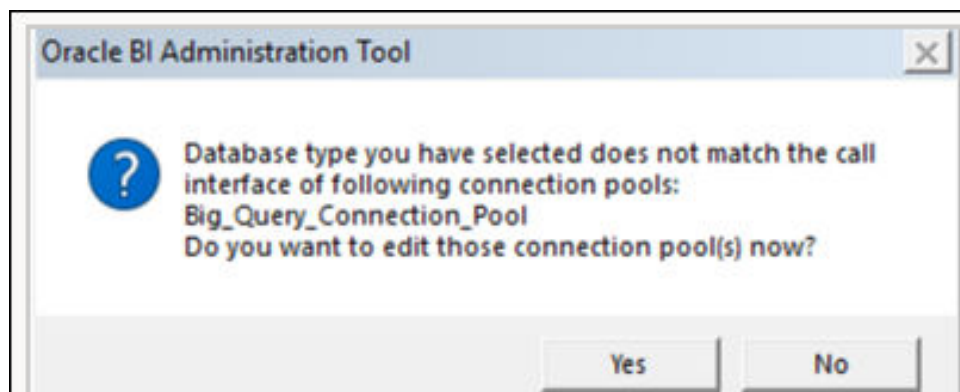 Oracle BI Administration Tool
Database type you have selected does not match the call
interface of following connection pools:
Big_Query_Connection_Pool
Do you want to edit those connection pool(s) now?
Yes No